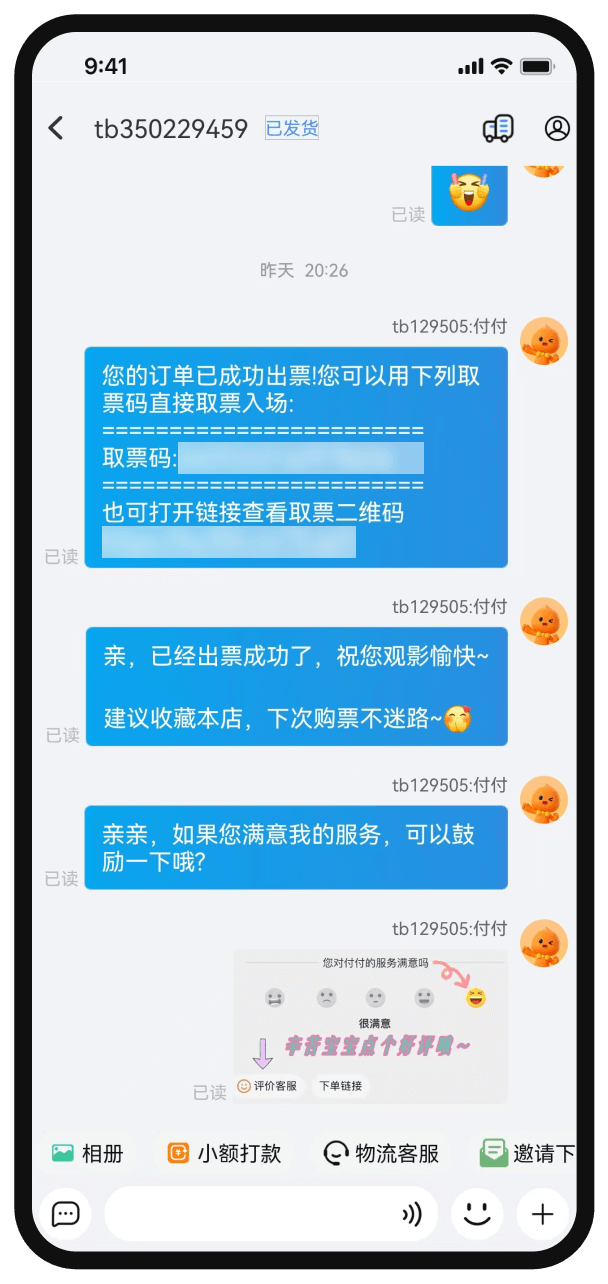 9:41
tb350229459 已发货
已读
昨天 20:26
tb129505:付付
您的订单已成功出票!您可以用下列取
票码直接取票入场:
========================
取票码:
========================
也可打开链接查看取票二维码
已读
tb129505:付付
亲，已经出票成功了，祝您观影愉快~
建议收藏本店，下次购票不迷路~
已读
tb129505:付付
亲亲，如果您满意我的服务，可以鼓
励一下哦?
已读
tb129505:付付
您对付付的服务满意吗
很满意
辛苦宝宝点个好评哦~
评价客服 下单链接
已读
相册 小额打款 物流客服 邀请下